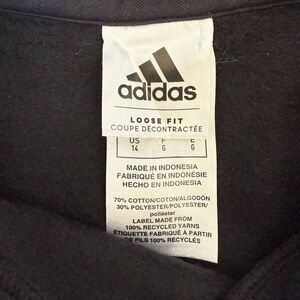 adidas
LOOSE FIT
COUPE DÉCONTRACTÉE
US F E
14 G G
MADE IN INDONESIA
FABRIQUÉ EN INDONÉSIE
HECHO EN INDONESIA
70% COTTON/COTON/ALGODÓN
30% POLYESTER/POLYESTER/
poliéster
LABEL MADE FROM
100% RECYCLED YARNS
ÉTIQUETTE FABRIQUÉ À PARTIR
DE FILS 100% RECYCLÉS